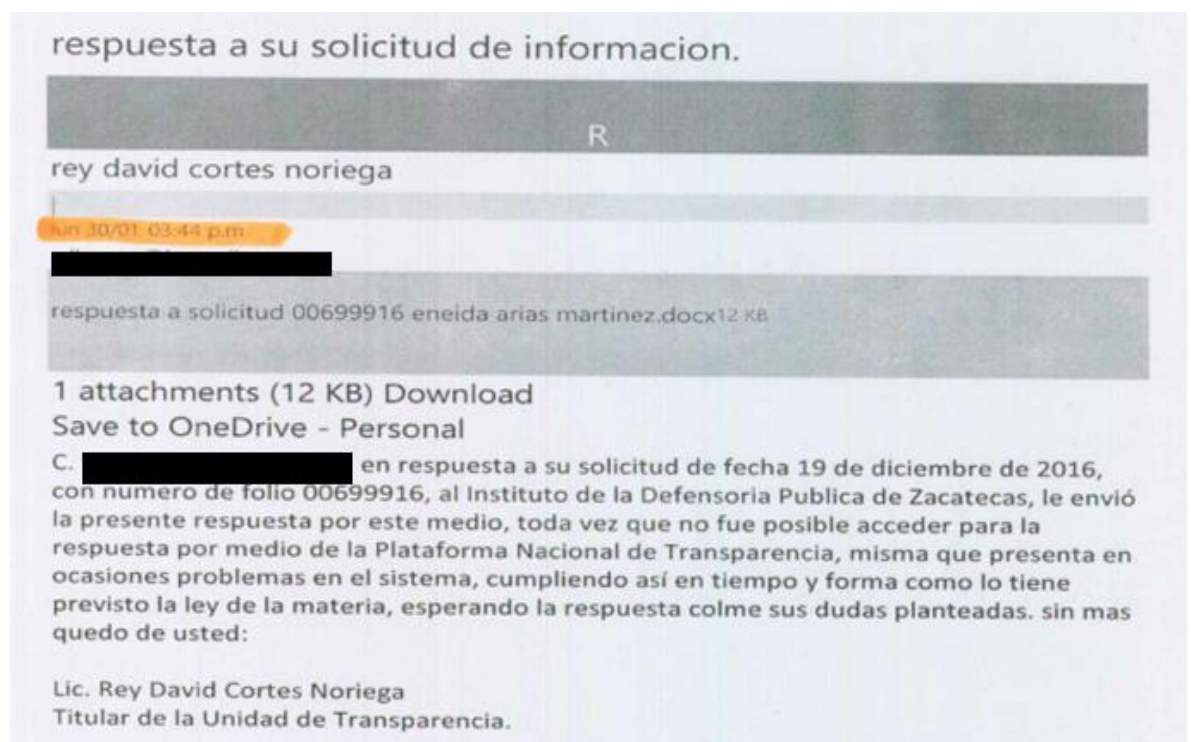 respuesta a su solicitud de informacion.
R
rey david cortes noriega
lun 30/01 03:44 p.m.
respuesta a solicitud 00699916 eneida arias martinez.docx12 KB
1 attachments (12 KB) Download
Save to OneDrive - Personal
C. en respuesta a su solicitud de fecha 19 de diciembre de 2016,
con numero de folio 00699916, al Instituto de la Defensoria Publica de Zacatecas, le envió
la presente respuesta por este medio, toda vez que no fue posible acceder para la
respuesta por medio de la Plataforma Nacional de Transparencia, misma que presenta en
ocasiones problemas en el sistema, cumpliendo así en tiempo y forma como lo tiene
previsto la ley de la materia, esperando la respuesta colme sus dudas planteadas. sin mas
quedo de usted:
Lic. Rey David Cortes Noriega
Titular de la Unidad de Transparencia.